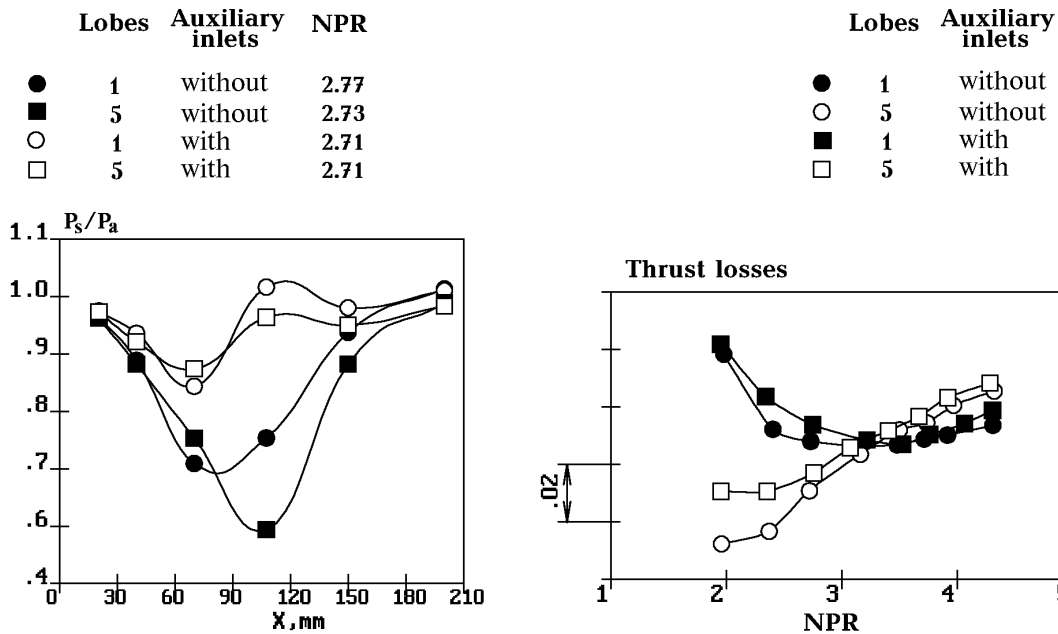 Lobes Auxiliary inlets NPR
1 without 2.77
5 without 2.73
1 with 2.71
5 with 2.71
Ps/Pa
1.1
1.0
.9
.8
.7
.6
.4
0 30 60 90 120 150 180 210
X,mm
Lobes Auxiliary inlets
1 without
5 without
1 with
5 with
Thrust losses
.02
1 2 3 4 5
NPR